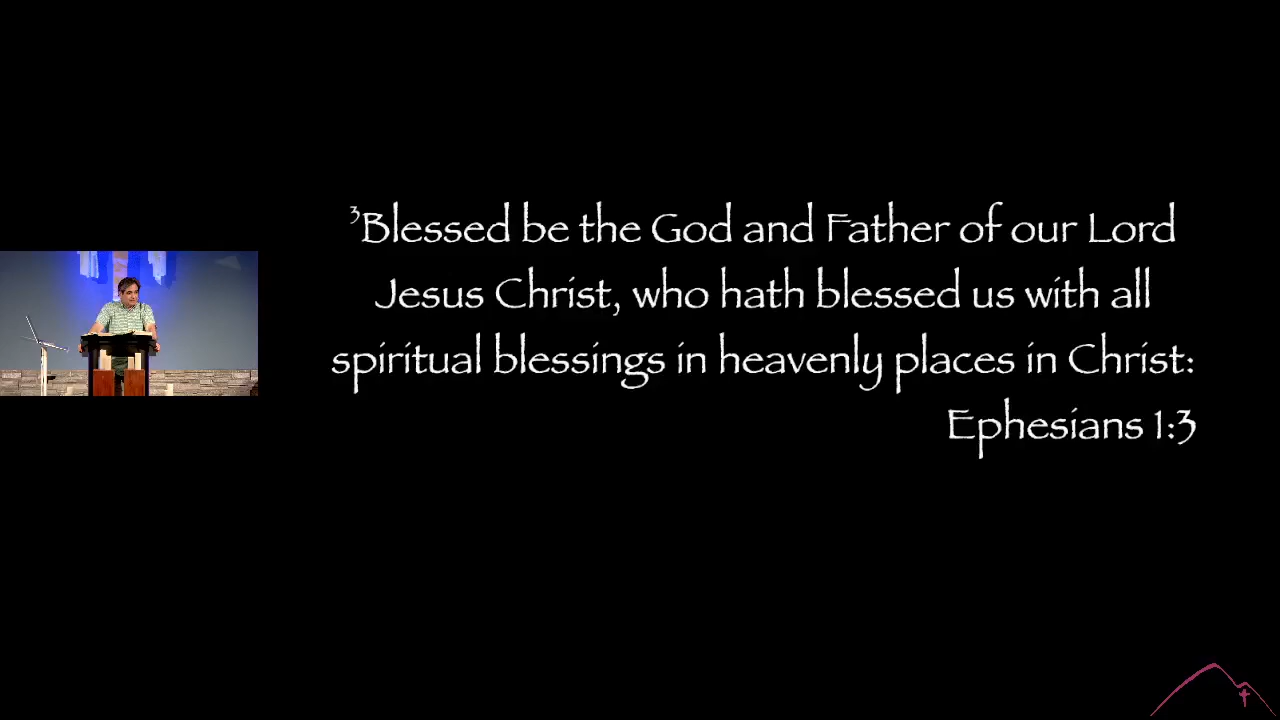 ³Blessed be the God and Father of our Lord
Jesus Christ, who hath blessed us with all
spiritual blessings in heavenly places in Christ:
Ephesians 1:3